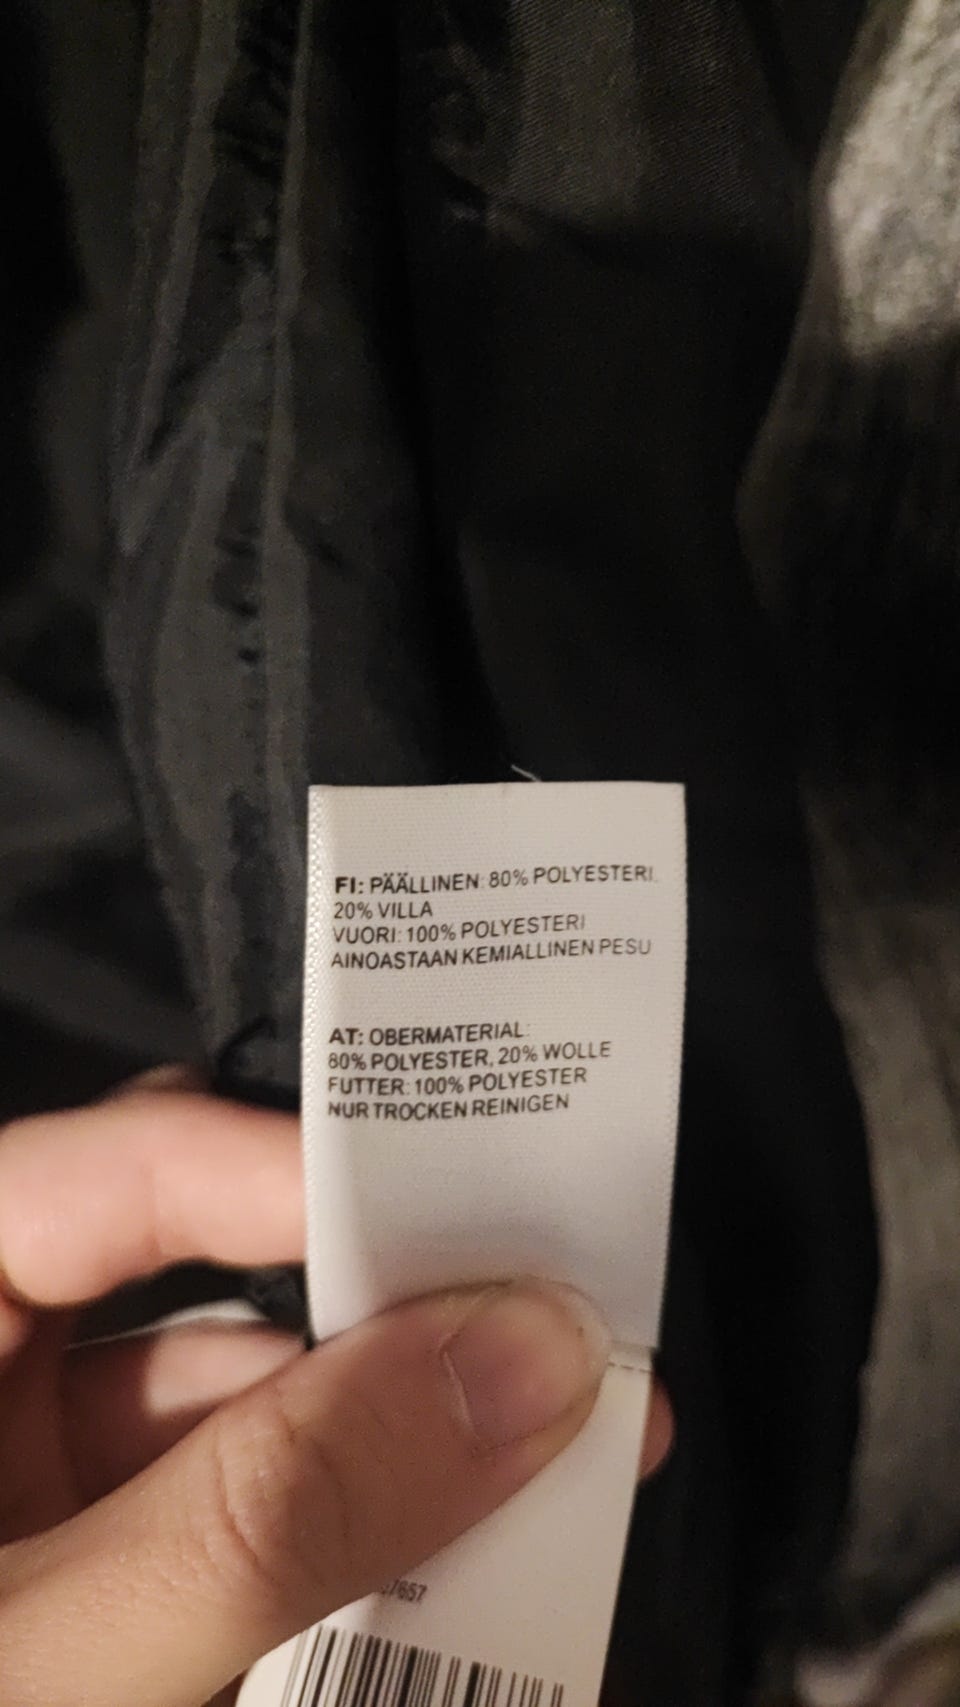 FI: PÄÄLLINEN: 80% POLYESTERI,
20% VILLA
VUORI: 100% POLYESTERI
AINOASTAAN KEMIALLINEN PESU
AT: OBERMATERIAL:
80% POLYESTER, 20% WOLLE
FUTTER: 100% POLYESTER
NUR TROCKEN REINIGEN